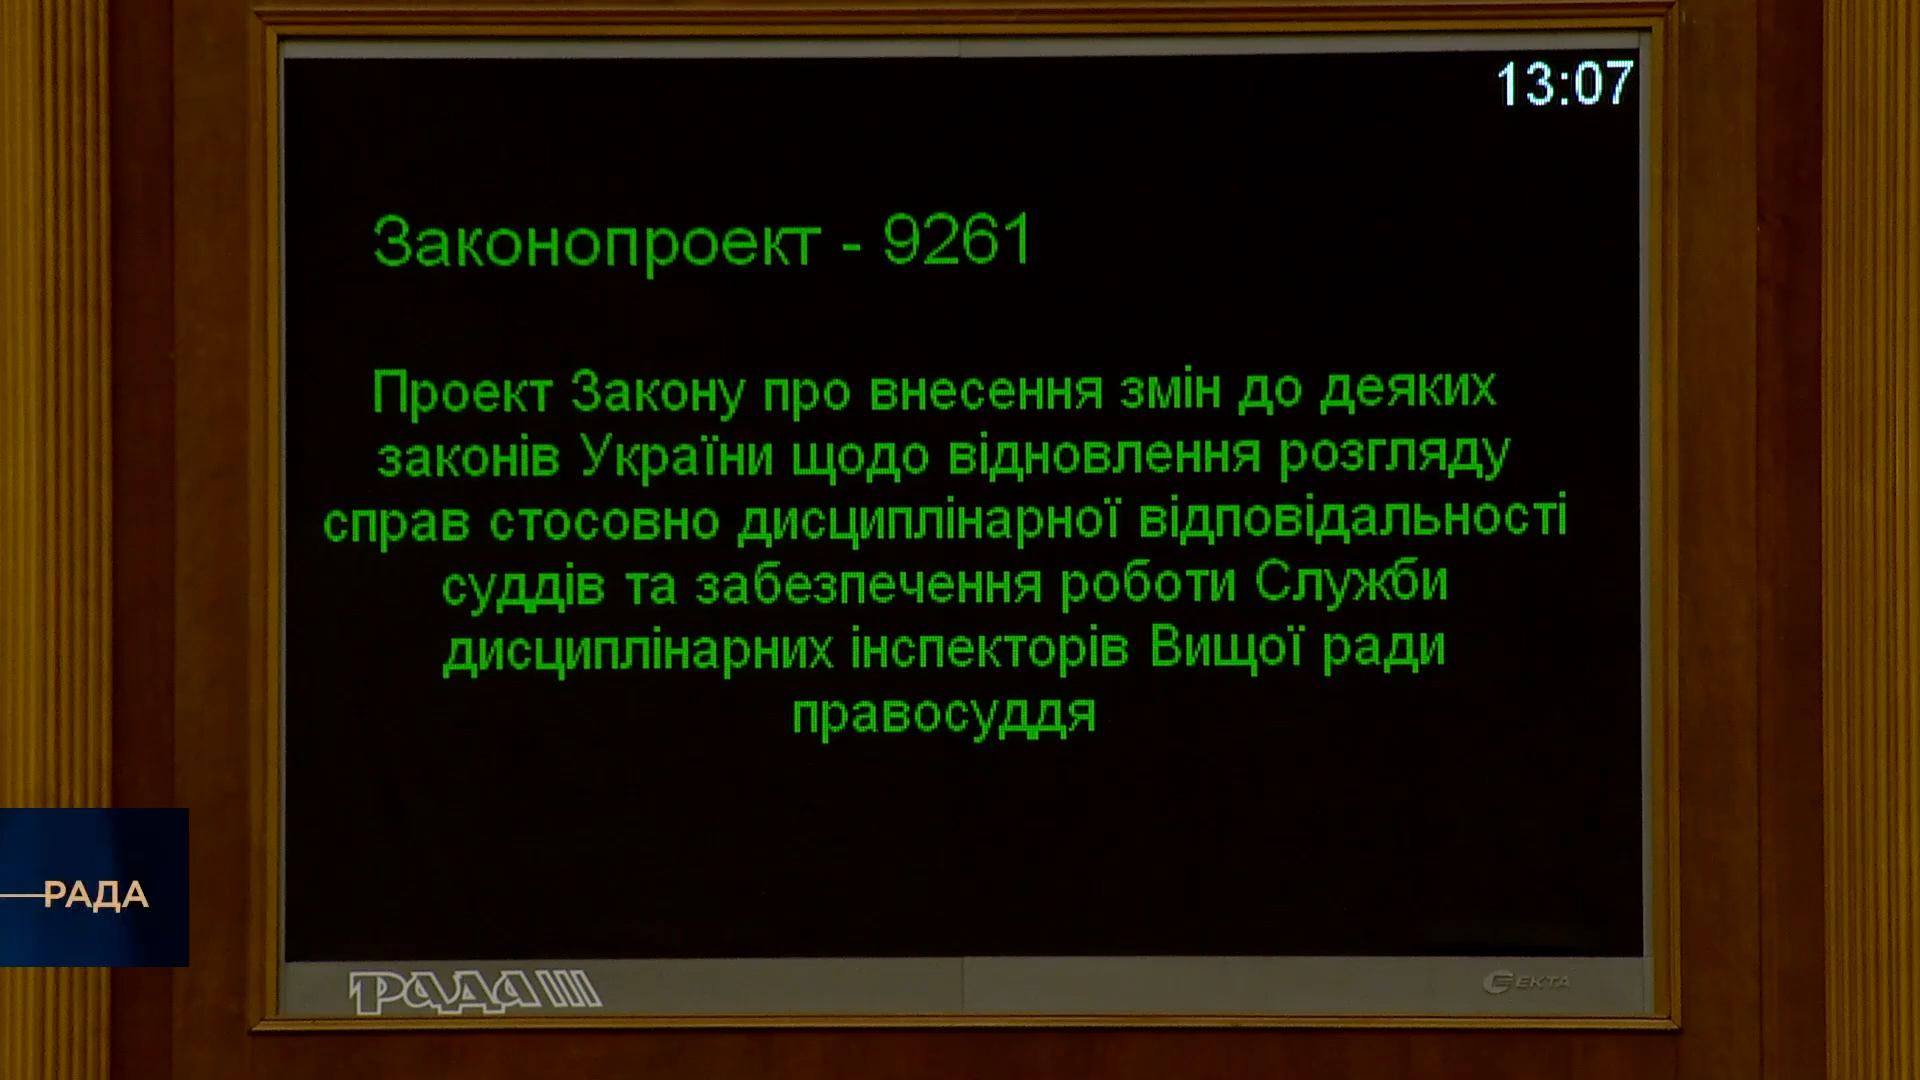 13:07
Законопроект - 9261
Проект Закону про внесення змін до деяких
законів України щодо відновлення розгляду
справ стосовно дисциплінарної відповідальності
суддів та забезпечення роботи Служби
дисциплінарних інспекторів Вищої ради
правосуддя
РАДА
РАДА III
ЕКТА